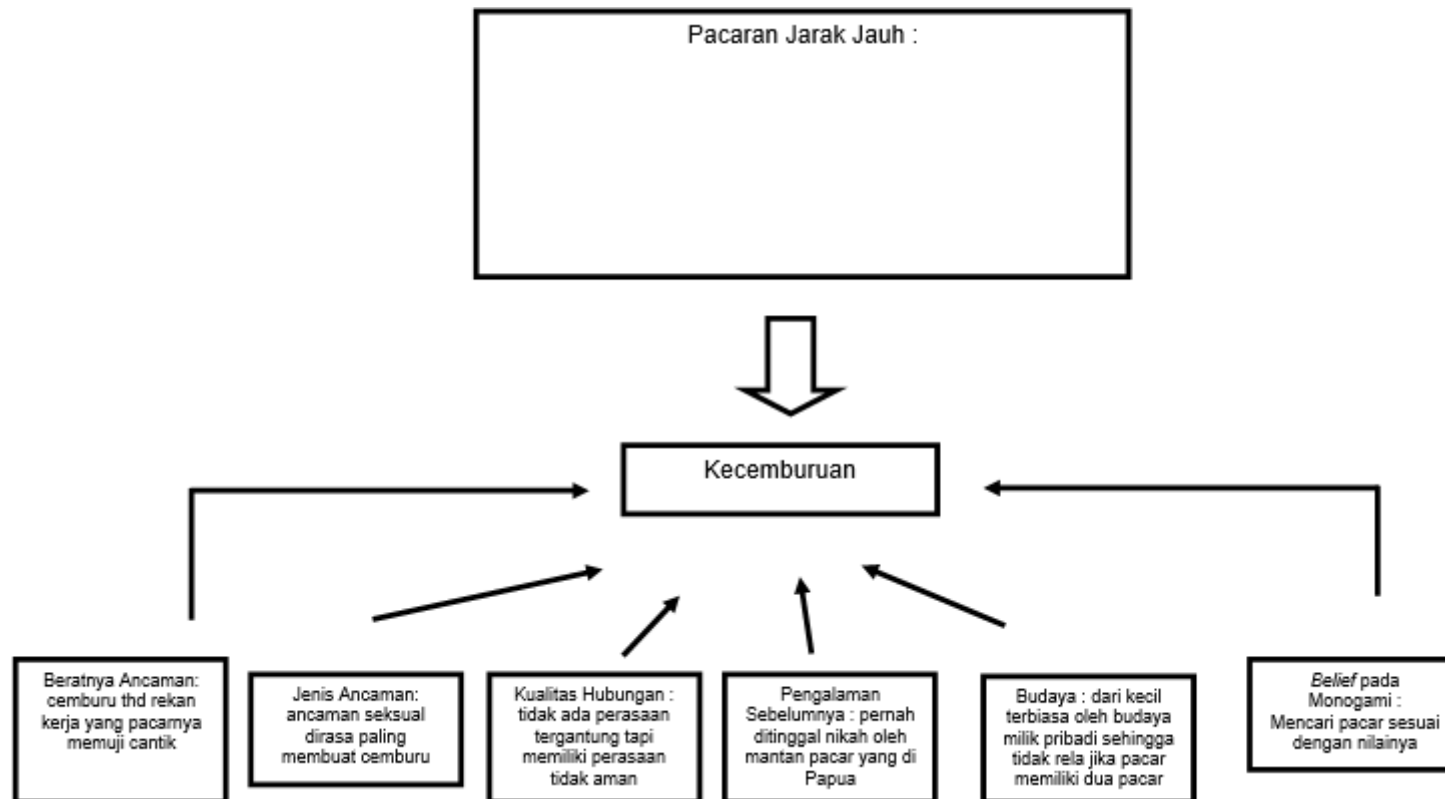 Pacaran Jarak Jauh :
Kecemburuan
Beratnya Ancaman:
cemburu thd rekan
kerja yang pacarnya
memuji cantik
Jenis Ancaman:
ancaman seksual
dirasa paling
membuat cemburu
Kualitas Hubungan :
tidak ada perasaan
tergantung tapi
memiliki perasaan
tidak aman
Pengalaman
Sebelumnya : pernah
ditinggal nikah oleh
mantan pacar yang di
Papua
Budaya : dari kecil
terbiasa oleh budaya
milik pribadi sehingga
tidak rela jika pacar
memiliki dua pacar
Belief pada
Monogami :
Mencari pacar sesuai
dengan nilainya